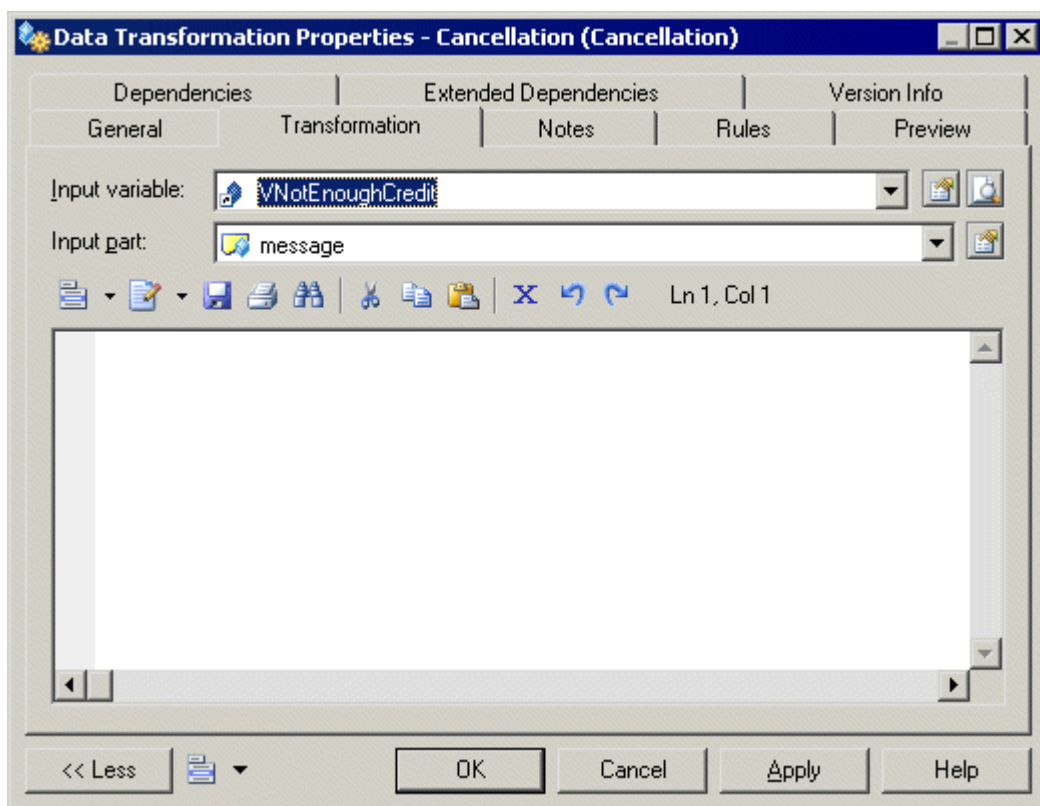 Data Transformation Properties - Cancellation (Cancellation)
Dependencies Extended Dependencies Version Info
General Transformation Notes Rules Preview
Input variable: VNotEnoughCredit
Input part: message
Ln 1, Col 1
<< Less OK Cancel Apply Help